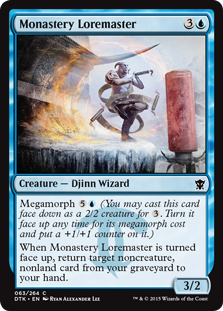 Monastery Loremaster 3
Creature — Djinn Wizard
Megamorph 5 (You may cast this
card face down as a 2/2 creature for 3. Turn it
face up any time for its megamorph cost
and put a +1/+1 counter on it.)
When Monastery Loremaster is turned
face up, return target noncreature,
nonland card from your graveyard to
your hand.
3/2
063/264 C
DTK • EN Ryan Alexander Lee
™ & © 2015 Wizards of the Coast